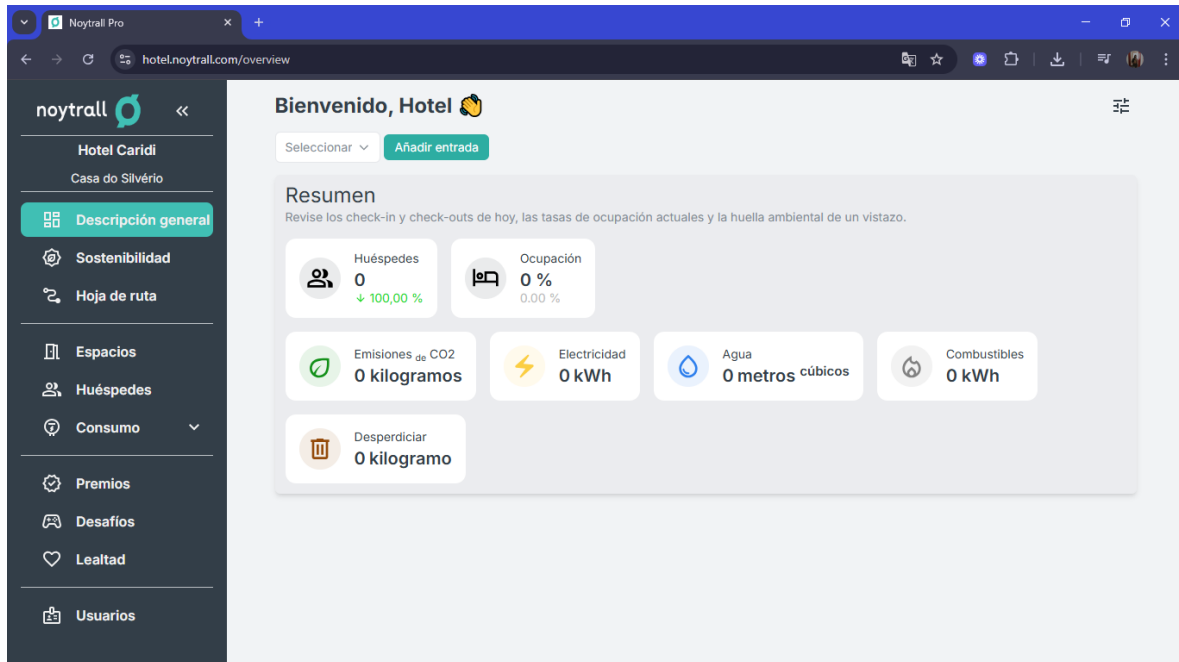 Noytrall Pro
hotel.noytrall.com/overview
noytrall
Hotel Caridi
Casa do Silvério
Descripción general
Sostenibilidad
Hoja de ruta
Espacios
Huéspedes
Consumo
Premios
Desafíos
Lealtad
Usuarios
Bienvenido, Hotel 👋
Seleccionar
Añadir entrada
Resumen
Revise los check-in y check-outs de hoy, las tasas de ocupación actuales y la huella ambiental de un vistazo.
Huéspedes
0
↓ 100,00 %
Ocupación
0 %
0.00 %
Emisiones de CO2
0 kilogramos
Electricidad
0 kWh
Agua
0 metros cúbicos
Combustibles
0 kWh
Desperdiciar
0 kilogramo